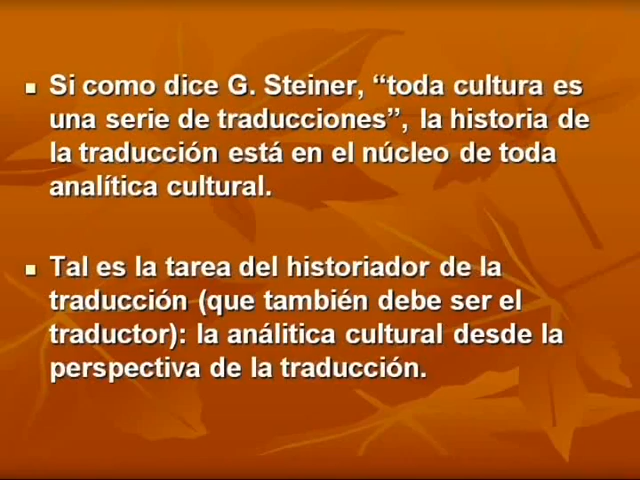 Si como dice G. Steiner, “toda cultura es
una serie de traducciones”, la historia de
la traducción está en el núcleo de toda
analítica cultural.
Tal es la tarea del historiador de la
traducción (que también debe ser el
traductor): la análitica cultural desde la
perspectiva de la traducción.